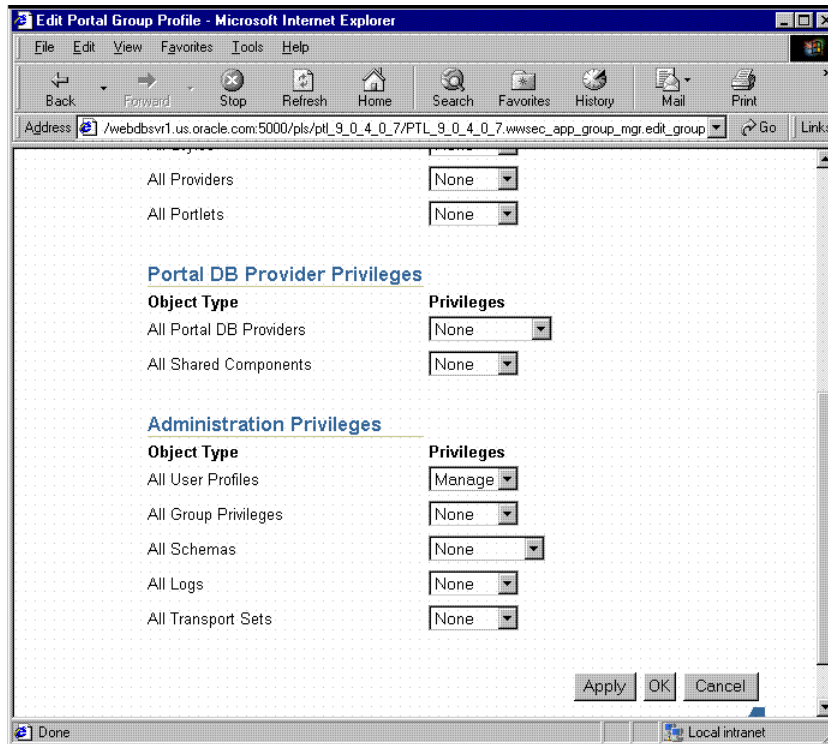 Edit Portal Group Profile - Microsoft Internet Explorer
File Edit View Favorites Tools Help
Back Forward Stop Refresh Home Search Favorites History Mail Print
Address /webdbsvr1.us.oracle.com:5000/pls/ptl_9_0_4_0_7/PTL_9_0_4_0_7.wwsec_app_group_mgr.edit_group Go Links
All Providers None
All Portlets None
Portal DB Provider Privileges
Object Type Privileges
All Portal DB Providers None
All Shared Components None
Administration Privileges
Object Type Privileges
All User Profiles Manage
All Group Privileges None
All Schemas None
All Logs None
All Transport Sets None
Apply OK Cancel
Done Local intranet